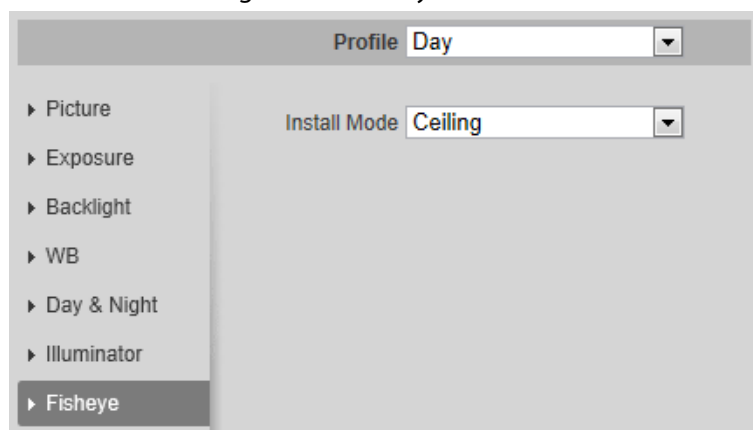 Profile Day
Picture
Install Mode Ceiling
Exposure
Backlight
WB
Day & Night
Illuminator
Fisheye